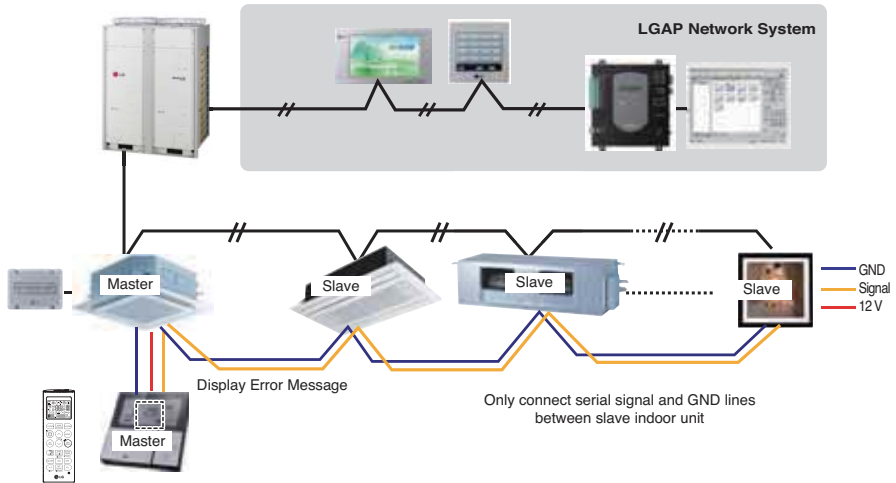 LGAP Network System
Master
Slave
Slave
Slave
GND
Signal
12 V
Display Error Message
Only connect serial signal and GND lines
between slave indoor unit
Master
LG